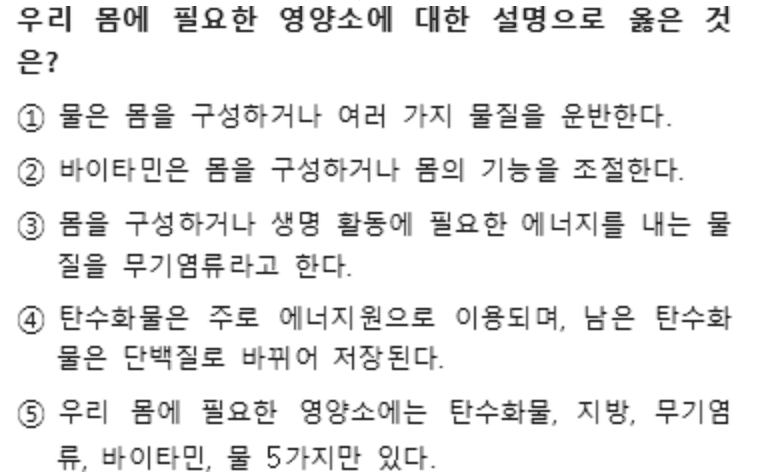 우리 몸에 필요한 영양소에 대한 설명으로 옳은 것
은?
① 물은 몸을 구성하거나 여러 가지 물질을 운반한다.
② 바이타민은 몸을 구성하거나 몸의 기능을 조절한다.
③ 몸을 구성하거나 생명 활동에 필요한 에너지를 내는 물
질을 무기염류라고 한다.
④ 탄수화물은 주로 에너지원으로 이용되며, 남은 탄수화
물은 단백질로 바뀌어 저장된다.
⑤ 우리 몸에 필요한 영양소에는 탄수화물, 지방, 무기염
류, 바이타민, 물 5가지만 있다.